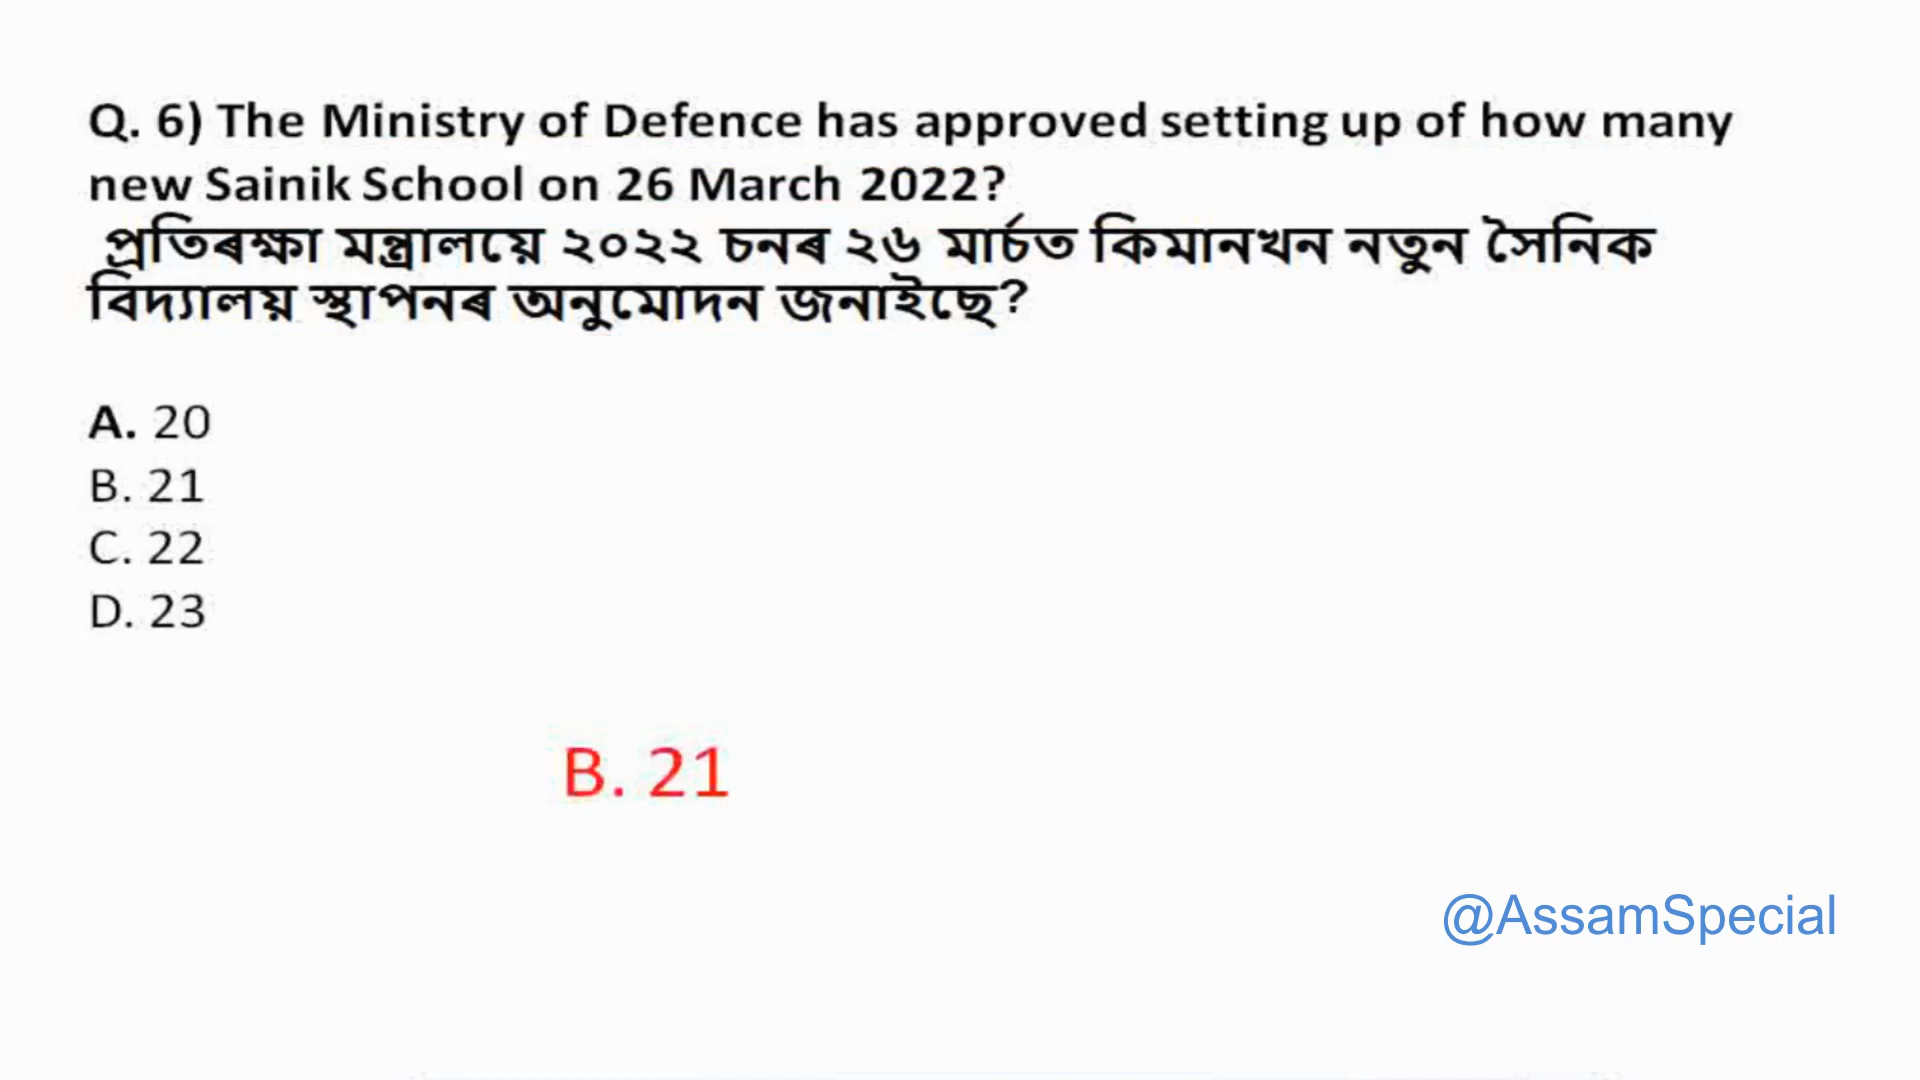 Q. 6) The Ministry of Defence has approved setting up of how many
new Sainik School on 26 March 2022?
প্ৰতিৰক্ষা মন্ত্ৰালয়ে ২০২২ চনৰ ২৬ মাৰ্চত কিমানখন নতুন সৈনিক
বিদ্যালয় স্থাপনৰ অনুমোদন জনাইছে?
A. 20
B. 21
C. 22
D. 23
B. 21
@AssamSpecial